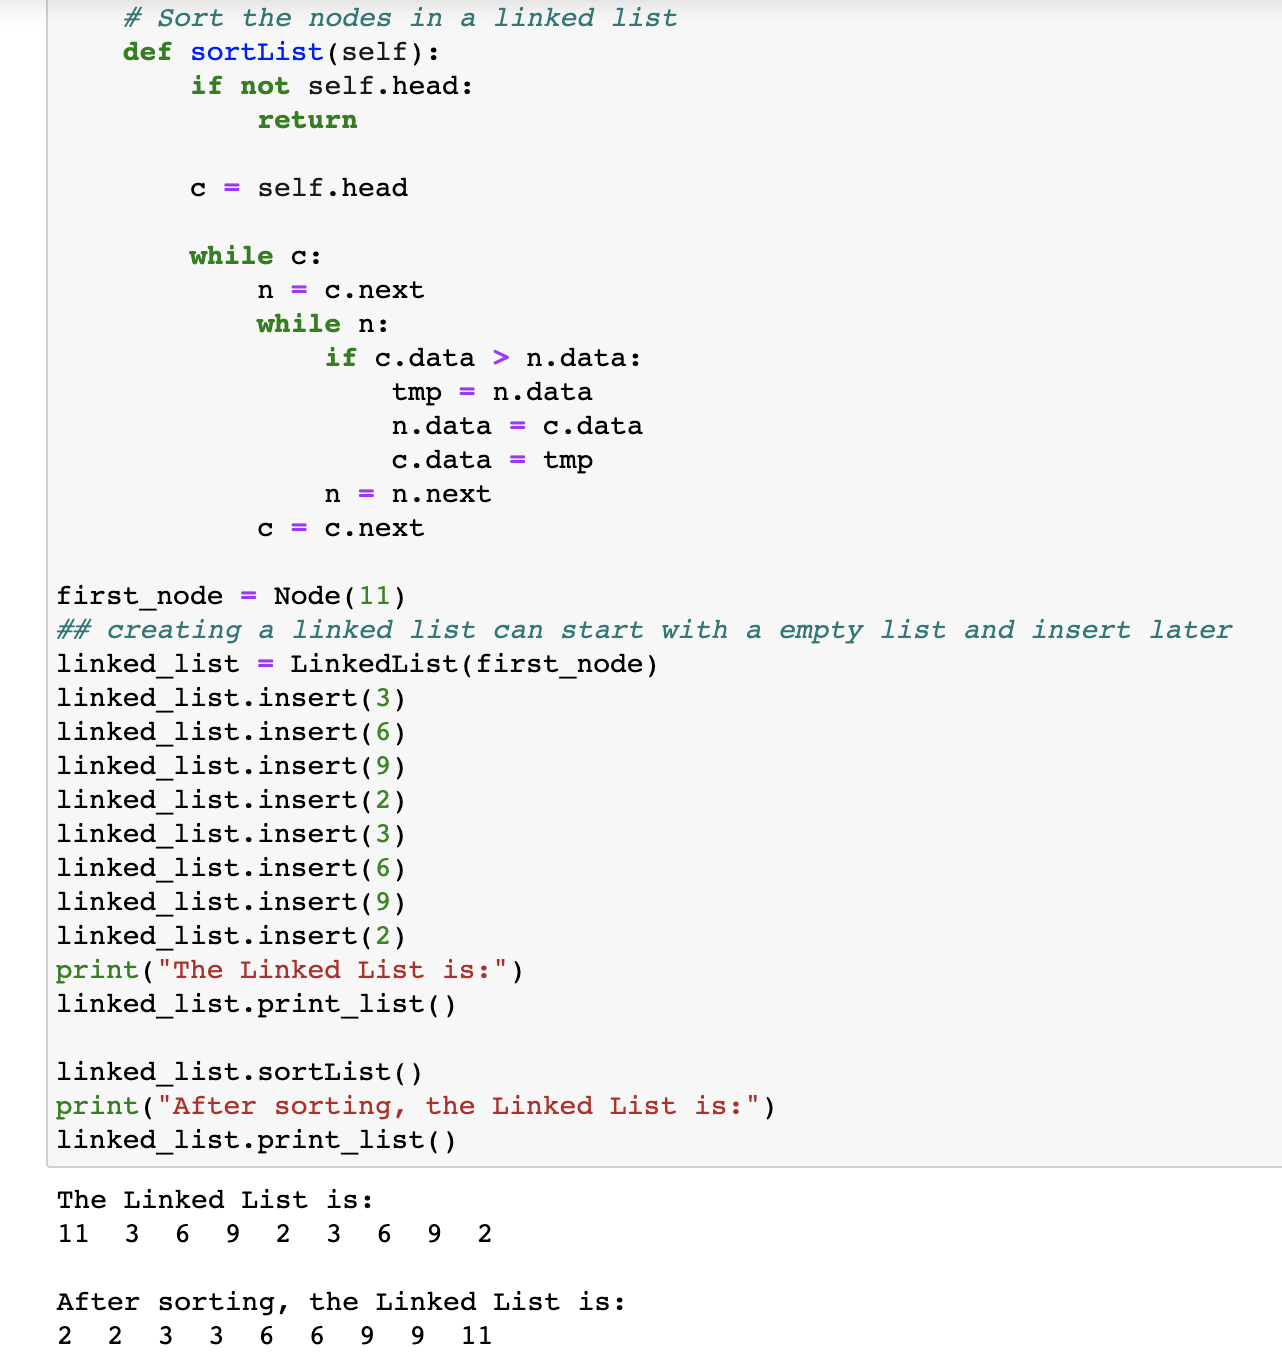 # Sort the nodes in a linked list
def sortList(self):
if not self.head:
return
c = self.head
while c:
n = c.next
while n:
if c.data > n.data:
tmp = n.data
n.data = c.data
c.data = tmp
n = n.next
c = c.next
first_node = Node(11)
## creating a linked list can start with a empty list and insert later
linked_list = LinkedList(first_node)
linked_list.insert(3)
linked_list.insert(6)
linked_list.insert(9)
linked_list.insert(2)
linked_list.insert(3)
linked_list.insert(6)
linked_list.insert(9)
linked_list.insert(2)
print("The Linked List is:")
linked_list.print_list()
linked_list.sortList()
print("After sorting, the Linked List is:")
linked_list.print_list()
The Linked List is:
11 3 6 9 2 3 6 9 2
After sorting, the Linked List is:
2 2 3 3 6 6 9 9 11